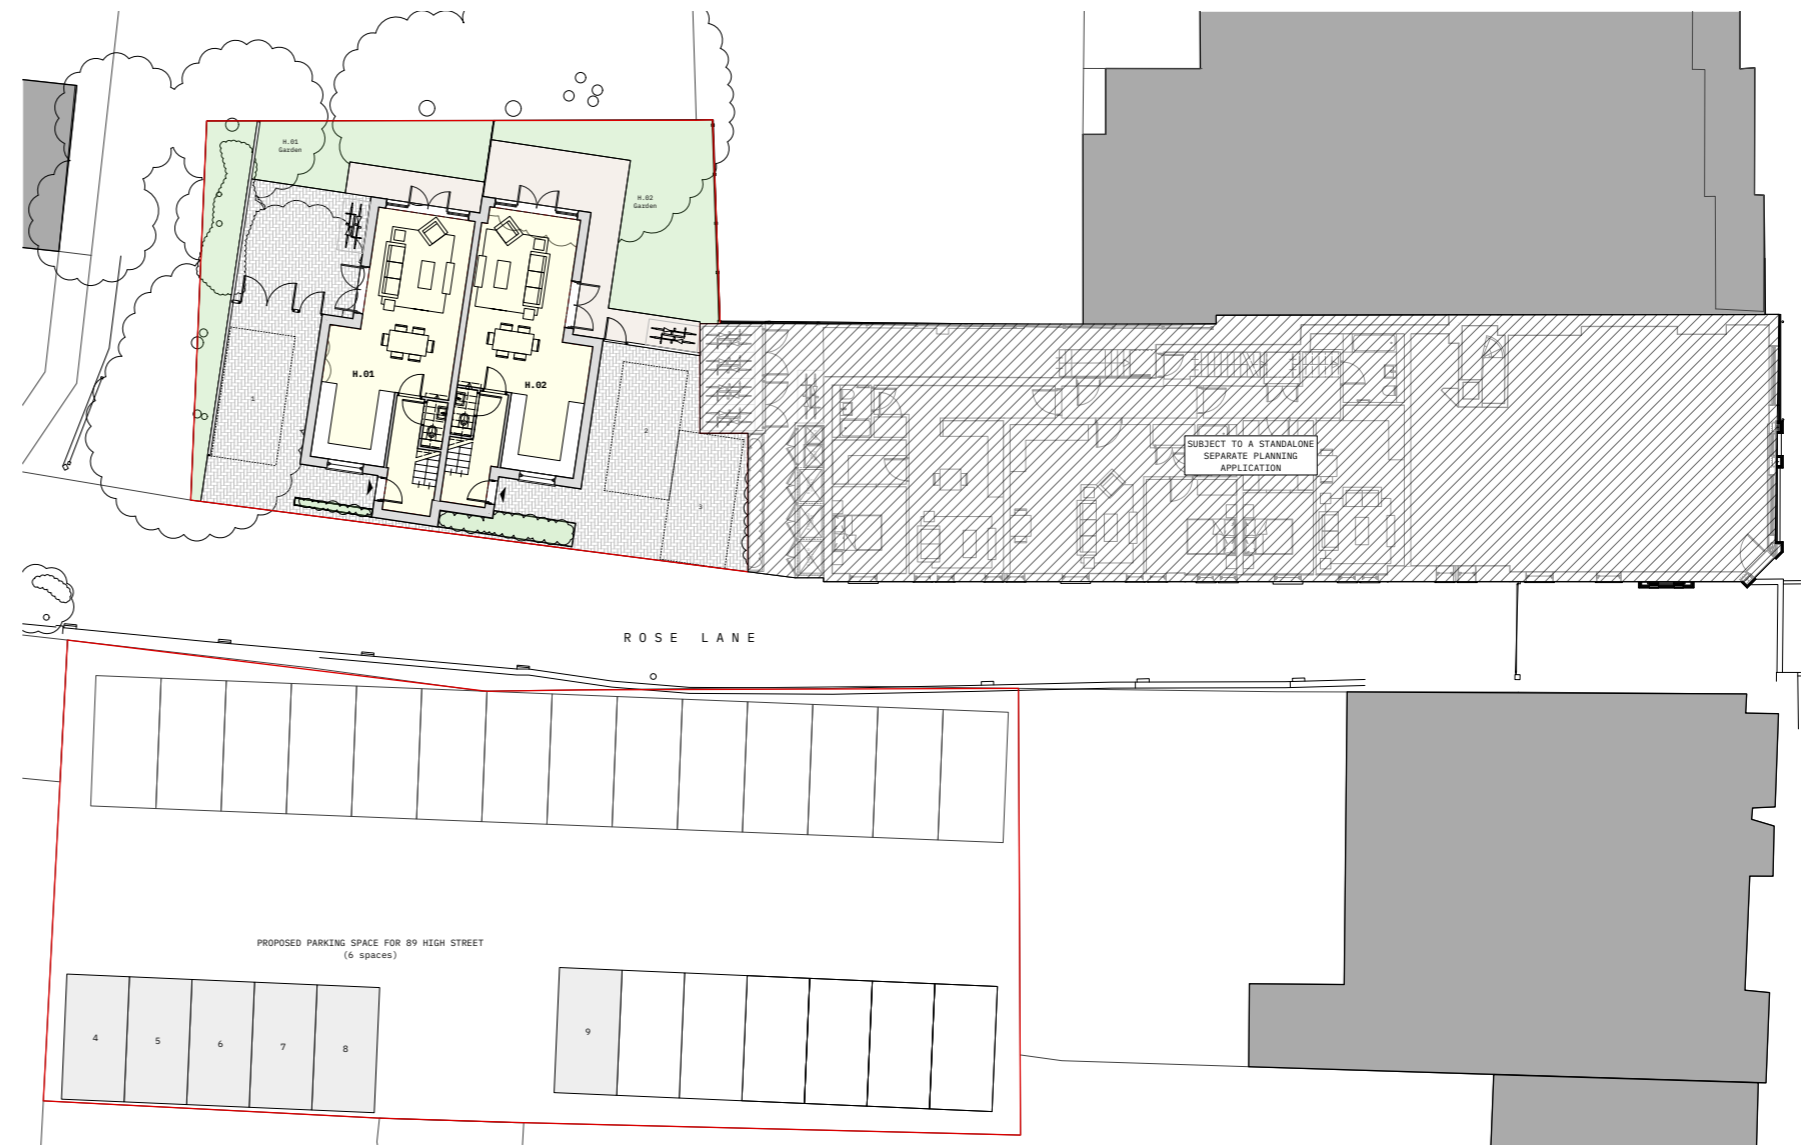 H.01
Garden
H.02
Garden
H.01
H.02
1
2
3
SUBJECT TO A STANDALONE
SEPARATE PLANNING
APPLICATION
ROSE LANE
PROPOSED PARKING SPACE FOR 89 HIGH STREET
(6 spaces)
4
5
6
7
8
9